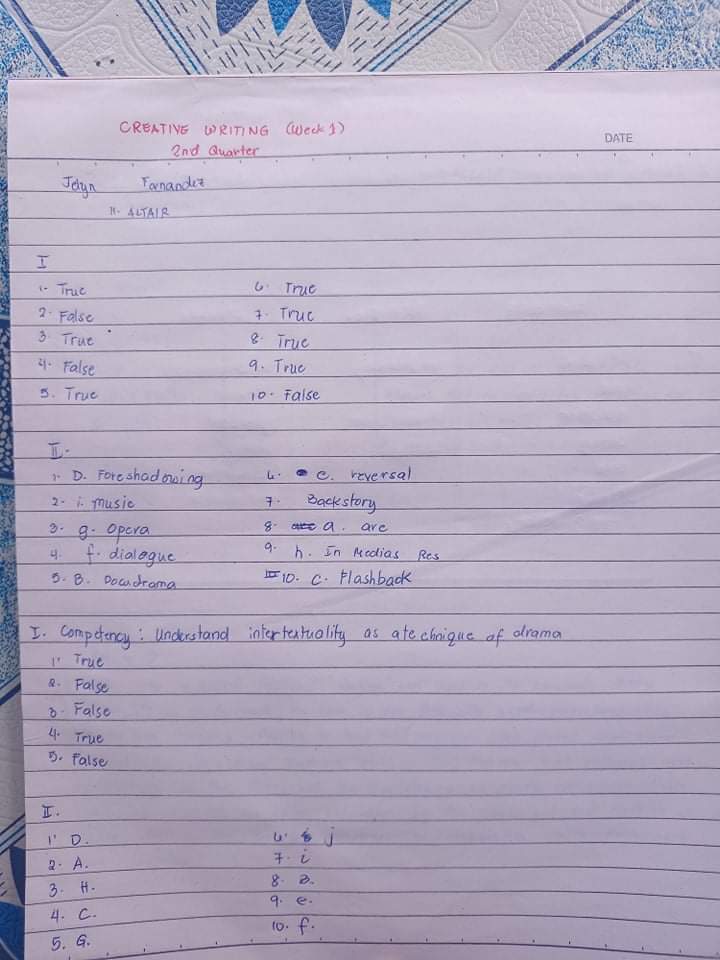 CREATIVE WRITING (Week 1)
2nd Quarter
DATE
Jelyn Fernandez
11- ALTAIR
I
1- True 6. True
2. False 7. True
3. True 8. True
4. False 9. True
5. True 10. False
II.
1. D. Foreshadowing 6. e. reversal
2. i. music 7. Backstory
3. g. Opera 8. a. arc
4. f. dialogue 9. h. In Medias Res
5. B. Docudrama 10. C. Flashback
I. Competency: Understand intertextuality as a technique of drama
1. True
2. False
3. False
4. True
5. False
II.
1. D. 6. j
2. A. 7. i
3. H. 8. B.
4. C. 9. e.
5. G. 10. f.